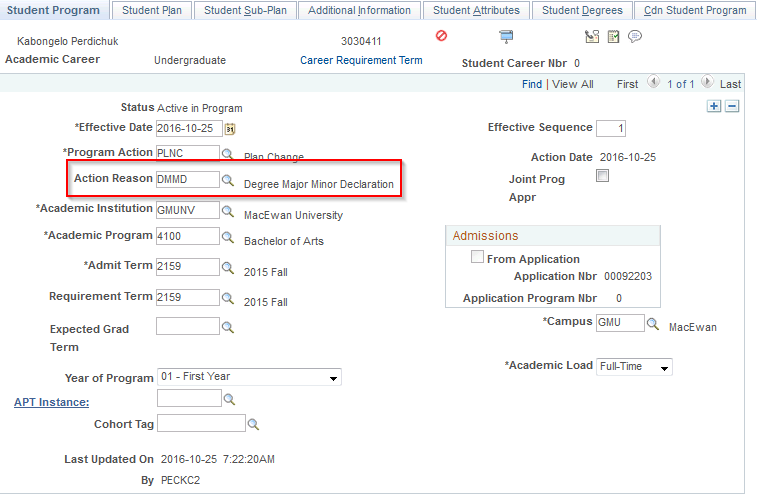 Student Program Student Plan Student Sub-Plan Additional Information Student Attributes Student Degrees Cdn Student Program
Kabongelo Perdichuk 3030411
Academic Career Undergraduate Career Requirement Term Student Career Nbr 0
Find | View All First 1 of 1 Last
Status Active in Program
*Effective Date 2016-10-25 31 Effective Sequence 1
*Program Action PLNC Plan Change Action Date 2016-10-25
Action Reason DMMD Degree Major Minor Declaration Joint Prog
Appr
*Academic Institution GMUNV MacEwan University
*Academic Program 4100 Bachelor of Arts Admissions
*Admit Term 2159 2015 Fall From Application
Application Nbr 00092203
Requirement Term 2159 2015 Fall Application Program Nbr 0
Expected Grad
Term *Campus GMU MacEwan
Year of Program 01 - First Year *Academic Load Full-Time
APT Instance:
Cohort Tag
Last Updated On 2016-10-25 7:22:20AM
By PECKC2